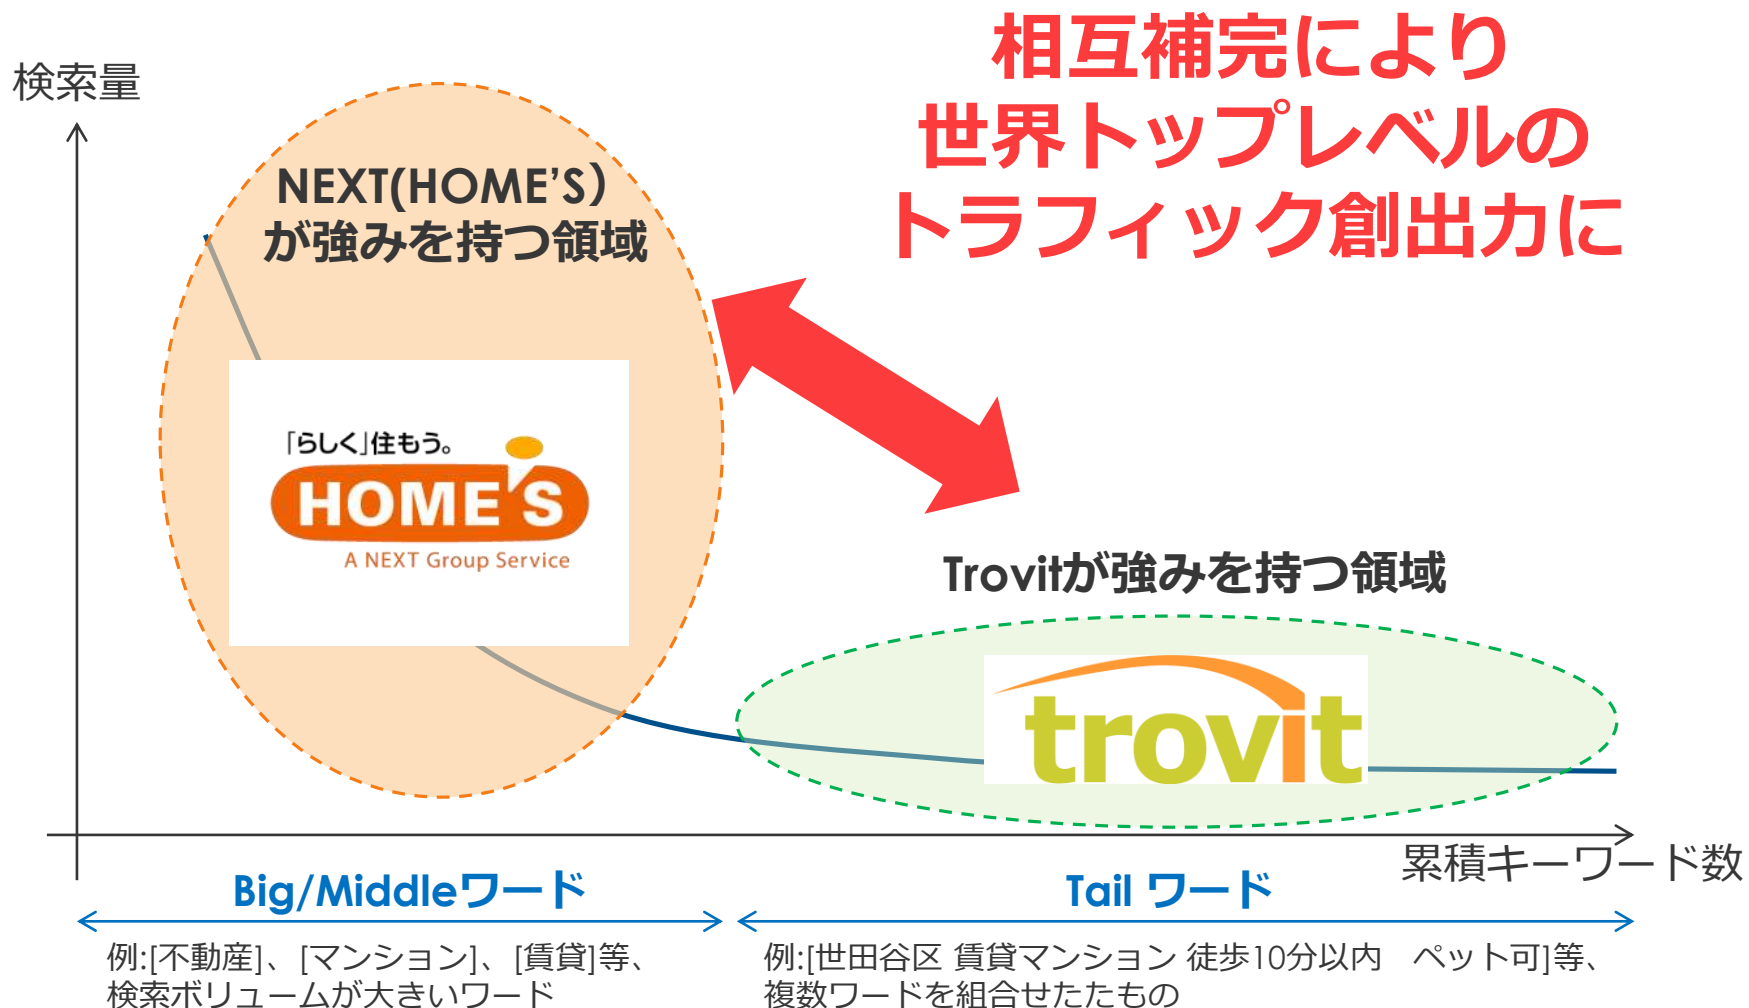 相互補完により
世界トップレベルの
トラフィック創出力に
検索量
NEXT(HOME’S）
が強みを持つ領域
「らしく」住もう。
HOME'S
A NEXT Group Service
Trovitが強みを持つ領域
trovit
累積キーワード数
Big/Middleワード
Tail ワード
例:[不動産]、[マンション]、[賃貸]等、
検索ボリュームが大きいワード
例:[世田谷区 賃貸マンション 徒歩10分以内　ペット可]等、
複数ワードを組合せたたもの